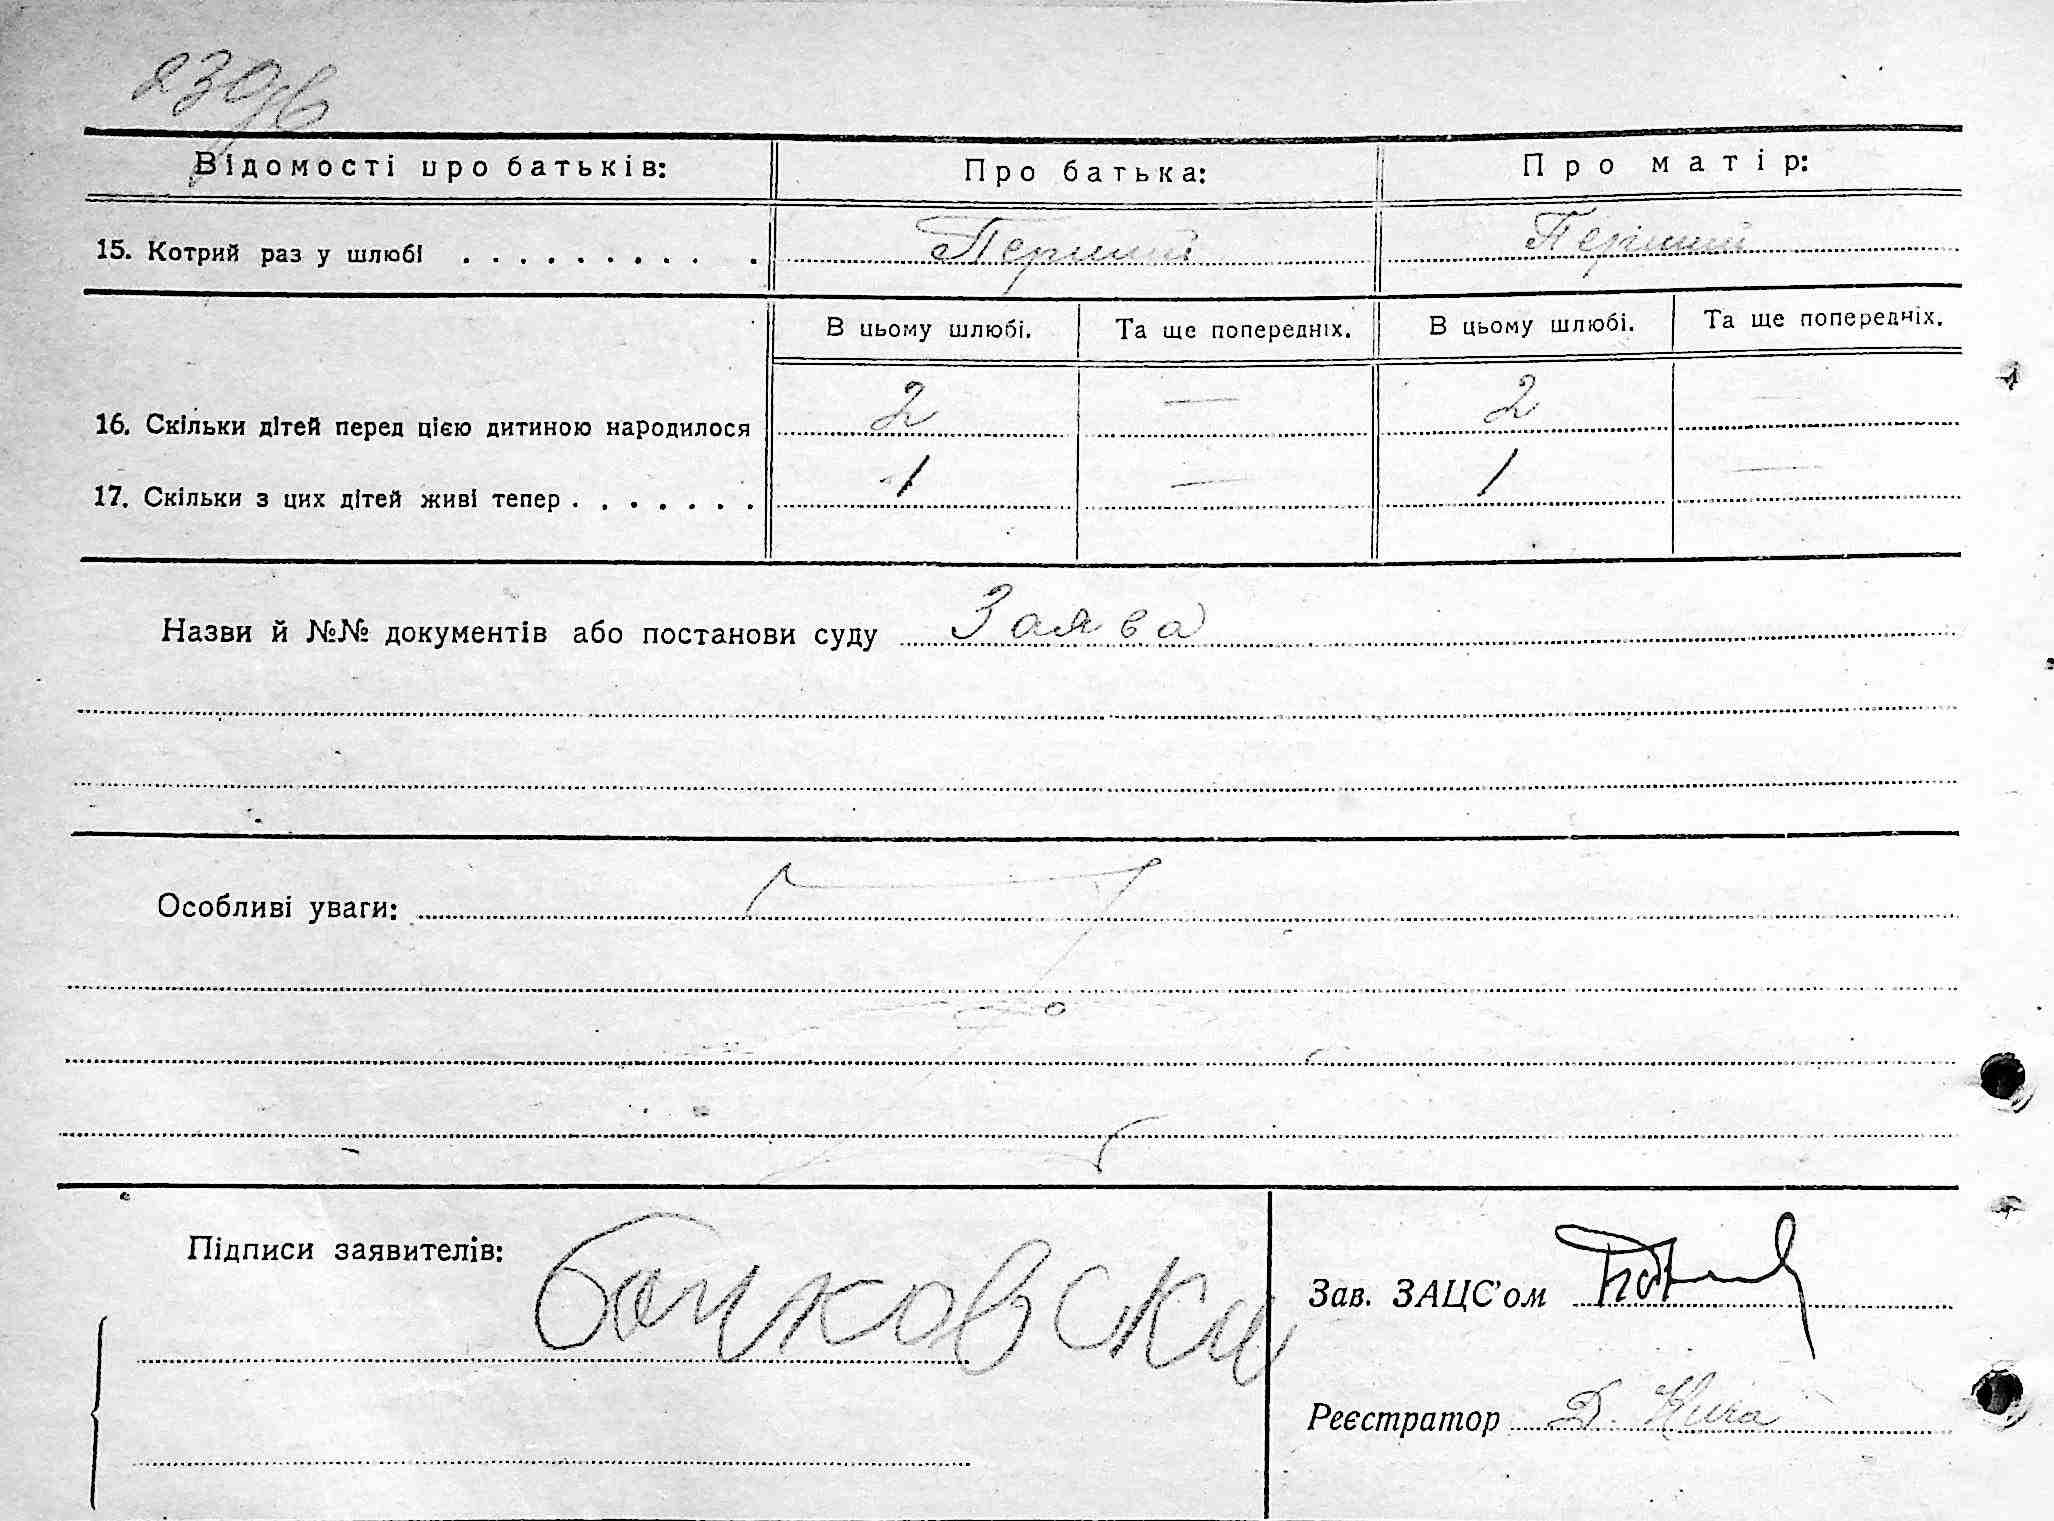 Відомості про батьків: Про батька: Про матір:
15. Котрий раз у шлюбі . . . . . . . . . . . Перший Перший
В цьому шлюбі. Та ще попередніх. В цьому шлюбі. Та ще попередніх.
16. Скільки дітей перед цією дитиною народилося 2 — 2 —
17. Скільки з цих дітей живі тепер . . . . . . . 1 — 1 —
Назви й №№ документів або постанови суду Заява
Особливі уваги:
Підписи заявителів:
Зав. ЗАЦС'ом
Реєстратор Д.